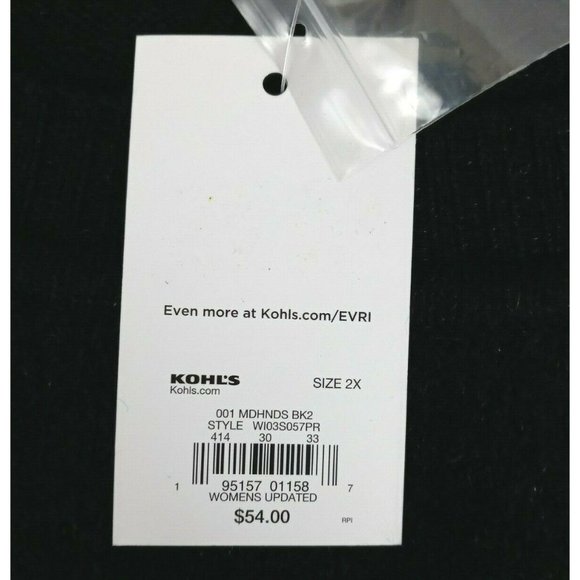 Even more at Kohls.com/EVRI
KOHL'S SIZE 2X
Kohls.com
001 MDHNDS BK2
STYLE WI03S057PR
414 30 33
1 95157 01158 7
WOMENS UPDATED
$54.00 RPI